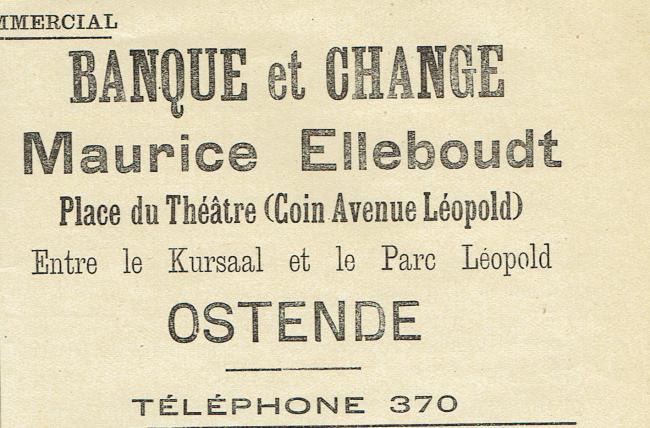 MMERCIAL
BANQUE et CHANGE
Maurice Elleboudt
Place du Théâtre (Coin Avenue Léopold)
Entre le Kursaal et le Parc Léopold
OSTENDE
TÉLÉPHONE 370